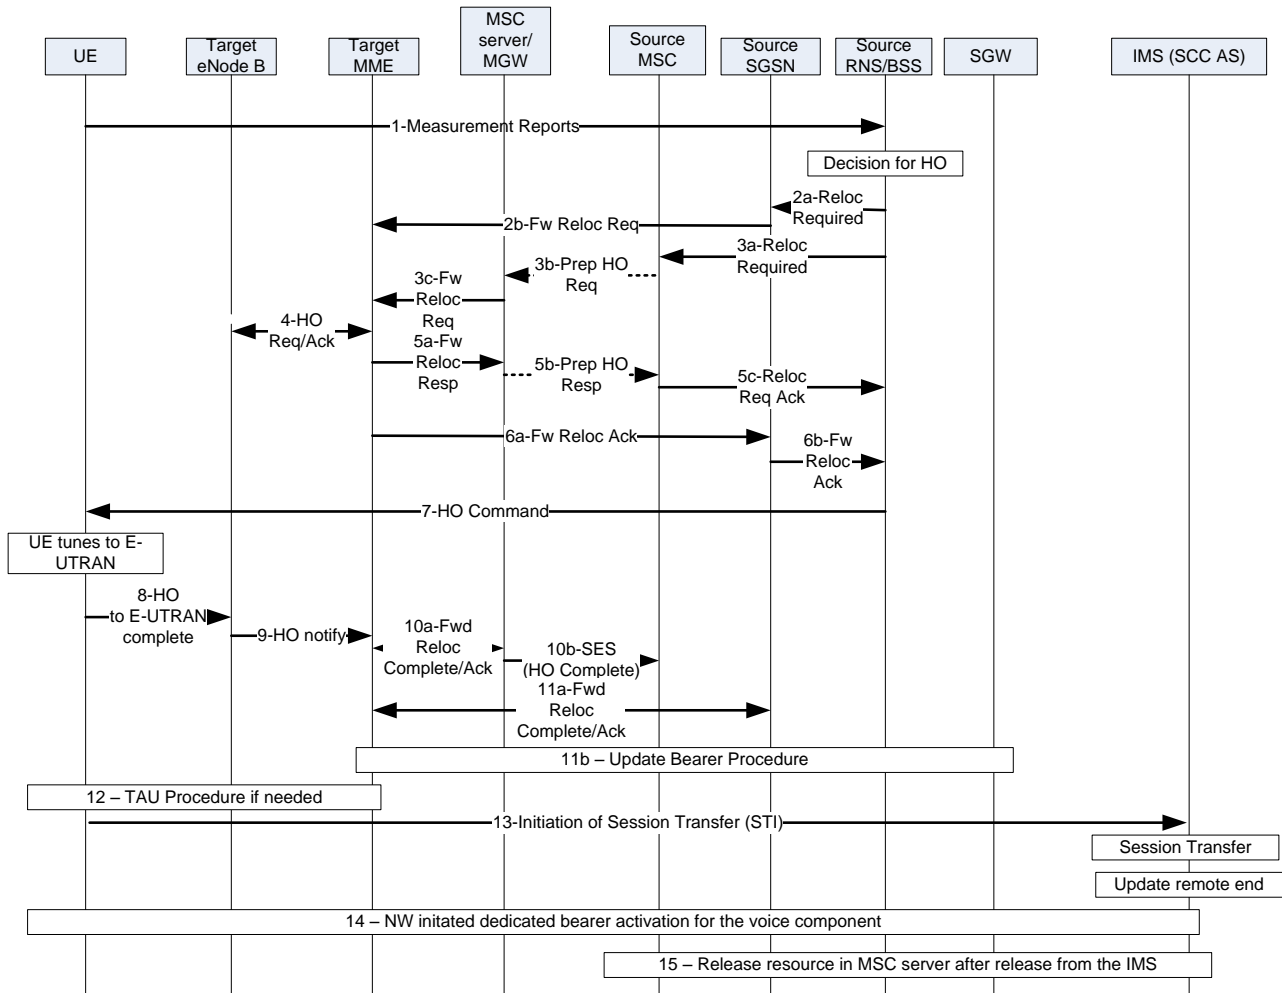 UE
Target
eNode B
Target
MME
MSC
server/
MGW
Source
MSC
Source
SGSN
Source
RNS/BSS
SGW
IMS (SCC AS)
1-Measurement Reports
Decision for HO
2a-Reloc
Required
2b-Fw Reloc Req
3a-Reloc
Required
3b-Prep HO
Req
3c-Fw
Reloc
Req
4-HO
Req/Ack
5a-Fw
Reloc
Resp
5b-Prep HO
Resp
5c-Reloc
Req Ack
6a-Fw Reloc Ack
6b-Fw
Reloc
Ack
7-HO Command
UE tunes to E-
UTRAN
8-HO
to E-UTRAN
complete
9-HO notify
10a-Fwd
Reloc
Complete/Ack
10b-SES
(HO Complete)
11a-Fwd
Reloc
Complete/Ack
11b – Update Bearer Procedure
12 – TAU Procedure if needed
13-Initiation of Session Transfer (STI)
Session Transfer
Update remote end
14 – NW initated dedicated bearer activation for the voice component
15 – Release resource in MSC server after release from the IMS